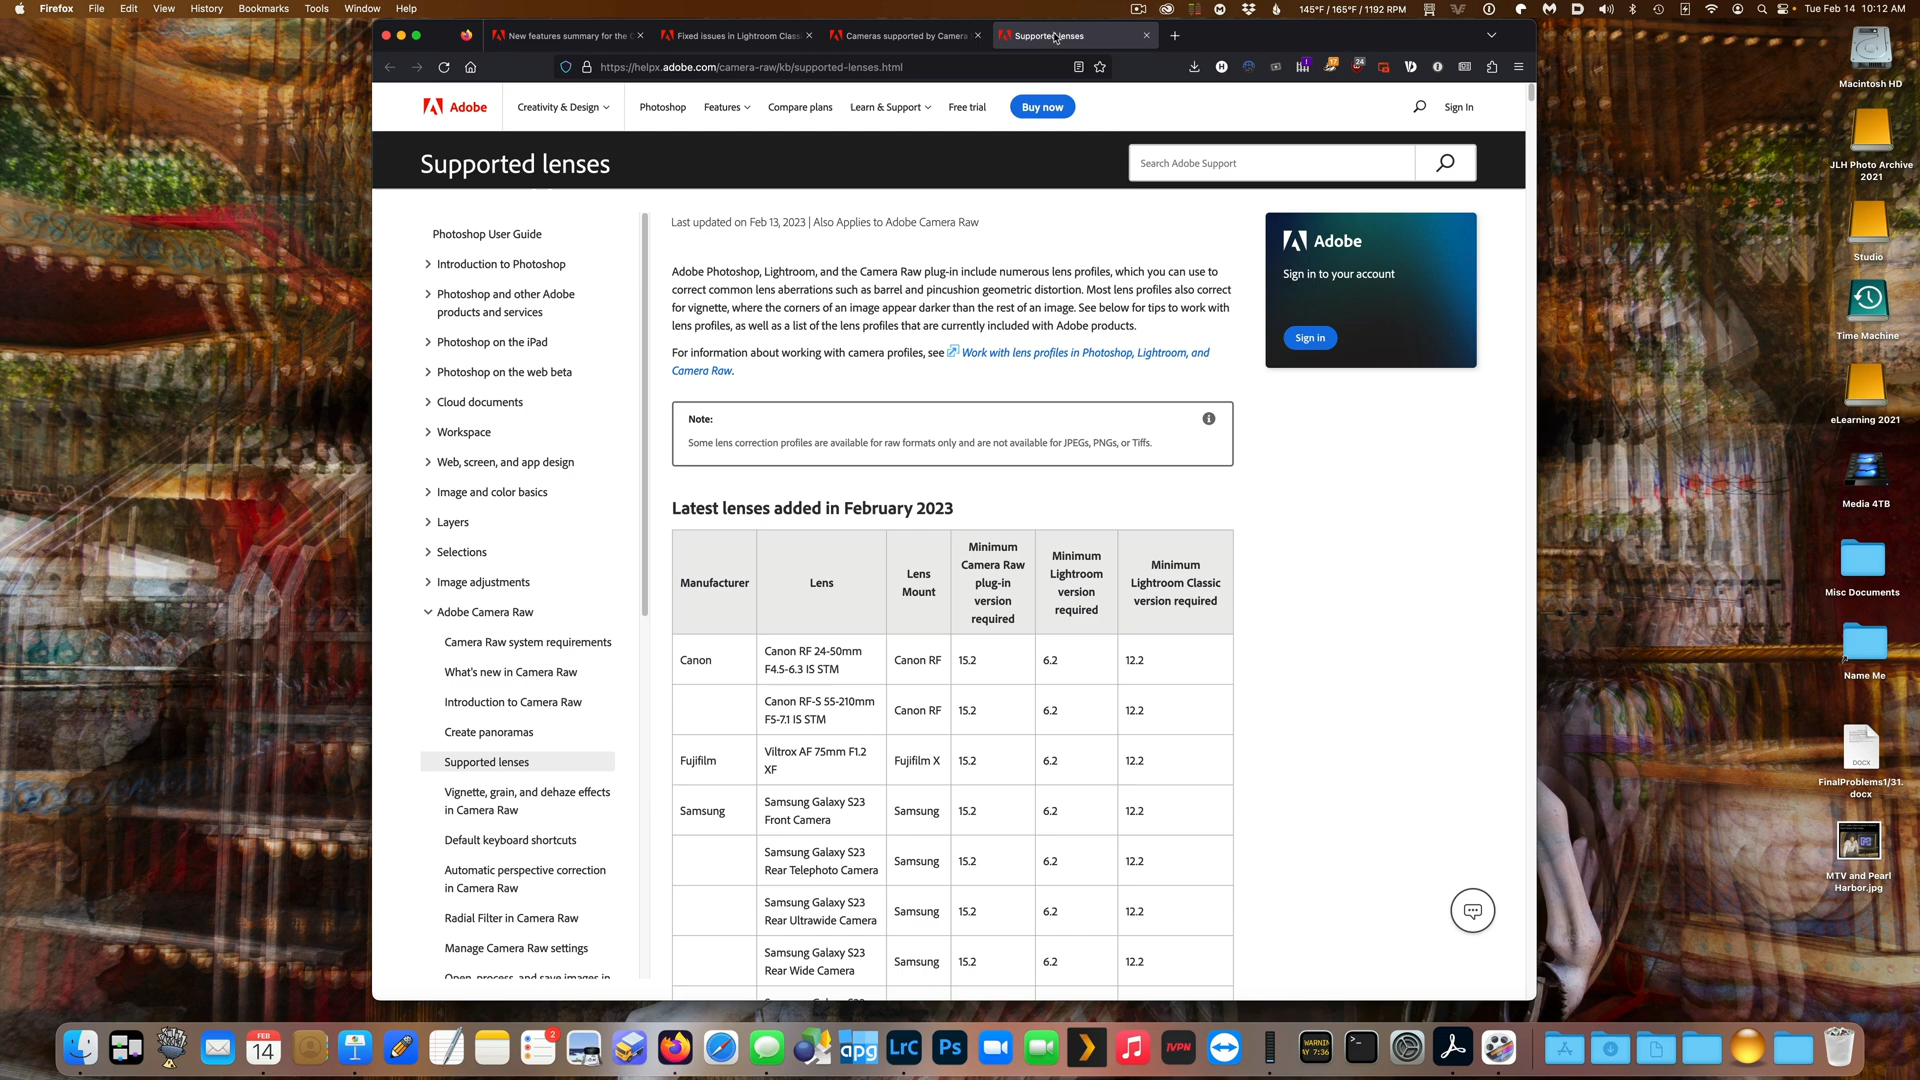 Firefox File Edit View History Bookmarks Tools Window Help
145°F / 165°F / 1192 RPM
Tue Feb 14 10:12 AM
New features summary for the
Fixed issues in Lightroom Clas
Cameras supported by Camera
Supported lenses
https://helpx.adobe.com/camera-raw/kb/supported-lenses.html
17
24
Adobe
Creativity & Design
Photoshop
Features
Compare plans
Learn & Support
Free trial
Buy now
Sign In
Supported lenses
Search Adobe Support
Photoshop User Guide
Introduction to Photoshop
Photoshop and other Adobe
products and services
Photoshop on the iPad
Photoshop on the web beta
Cloud documents
Workspace
Web, screen, and app design
Image and color basics
Layers
Selections
Image adjustments
Adobe Camera Raw
Camera Raw system requirements
What's new in Camera Raw
Introduction to Camera Raw
Create panoramas
Supported lenses
Vignette, grain, and dehaze effects
in Camera Raw
Default keyboard shortcuts
Automatic perspective correction
in Camera Raw
Radial Filter in Camera Raw
Manage Camera Raw settings
Open, process, and save images in
Last updated on Feb 13, 2023 | Also Applies to Adobe Camera Raw
Adobe Photoshop, Lightroom, and the Camera Raw plug-in include numerous lens profiles, which you can use to
correct common lens aberrations such as barrel and pincushion geometric distortion. Most lens profiles also correct
for vignette, where the corners of an image appear darker than the rest of an image. See below for tips to work with
lens profiles, as well as a list of the lens profiles that are currently included with Adobe products.
For information about working with camera profiles, see Work with lens profiles in Photoshop, Lightroom, and
Camera Raw.
Note:
Some lens correction profiles are available for raw formats only and are not available for JPEGs, PNGs, or Tiffs.
Latest lenses added in February 2023
Manufacturer
Lens
Lens
Mount
Minimum
Camera Raw
plug-in
version
required
Minimum
Lightroom
version
required
Minimum
Lightroom Classic
version required
Canon
Canon RF 24-50mm
F4.5-6.3 IS STM
Canon RF
15.2
6.2
12.2
Canon RF-S 55-210mm
F5-7.1 IS STM
Canon RF
15.2
6.2
12.2
Fujifilm
Viltrox AF 75mm F1.2
XF
Fujifilm X
15.2
6.2
12.2
Samsung
Samsung Galaxy S23
Front Camera
Samsung
15.2
6.2
12.2
Samsung Galaxy S23
Rear Telephoto Camera
Samsung
15.2
6.2
12.2
Samsung Galaxy S23
Rear Ultrawide Camera
Samsung
15.2
6.2
12.2
Samsung Galaxy S23
Rear Wide Camera
Samsung
15.2
6.2
12.2
Adobe
Sign in to your account
Sign in
Macintosh HD
JLH Photo Archive
2021
Studio
Time Machine
eLearning 2021
Media 4TB
Misc Documents
Name Me
DOCX
FinalProblems1/31.
docx
MTV and Pearl
Harbor.jpg
FEB
14
2
apg
LrC
Ps
IVPN
WARNIN
AY 7:36